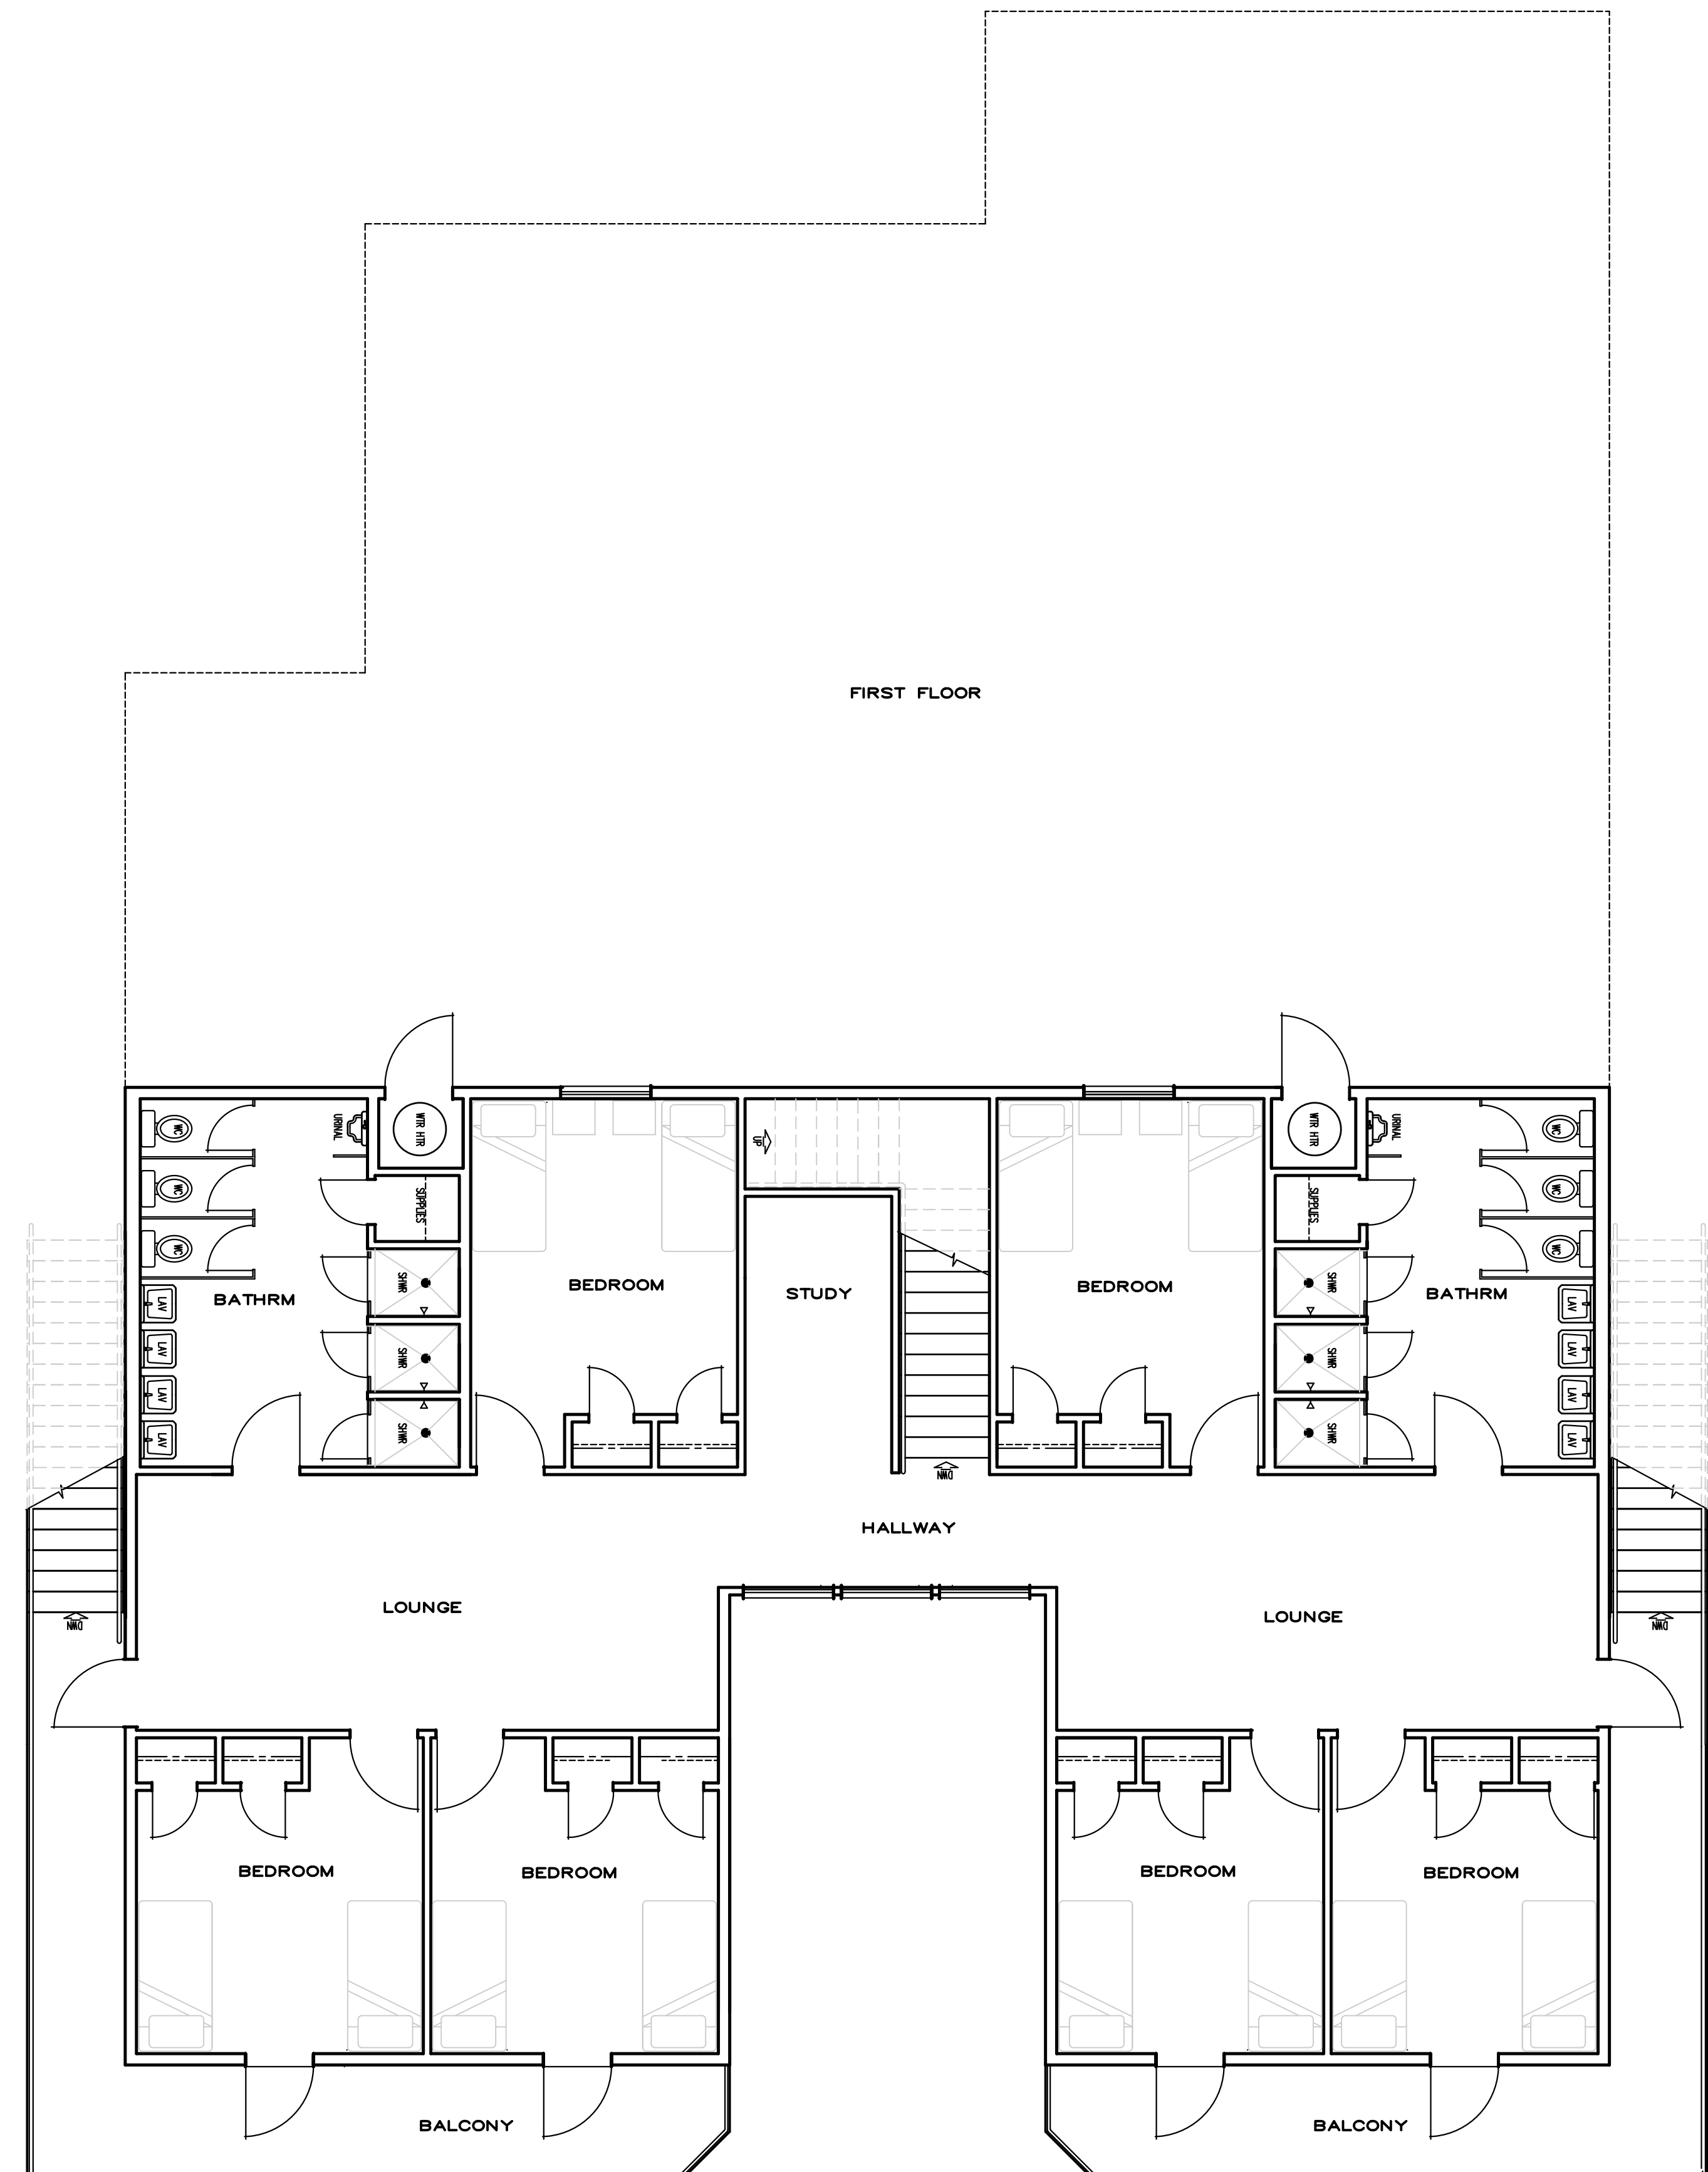 FIRST FLOOR
WTR HTR
WTR HTR
WC
URINAL
URINAL
WC
UP
WC
SUPPLIES
SUPPLIES
WC
WC
WC
SHWR
BEDROOM
BEDROOM
SHWR
BATHRM
LAV
STUDY
BATHRM
LAV
LAV
SHWR
SHWR
LAV
LAV
LAV
LAV
SHWR
SHWR
LAV
DWN
HALLWAY
LOUNGE
LOUNGE
DWN
DWN
BEDROOM
BEDROOM
BEDROOM
BEDROOM
BALCONY
BALCONY